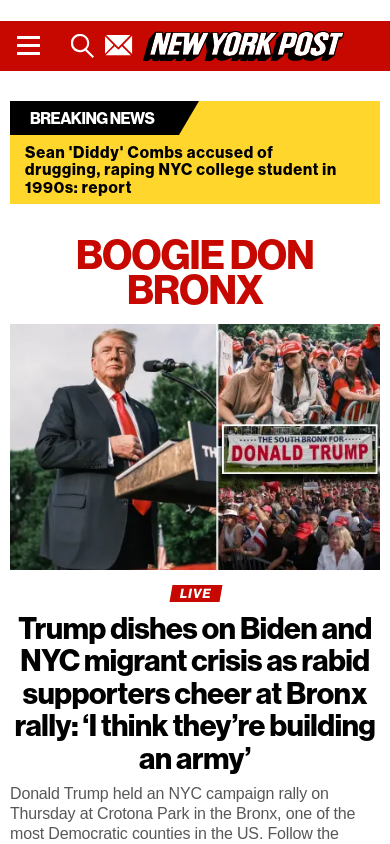 NEW YORK POST
BREAKING NEWS
Sean 'Diddy' Combs accused of
drugging, raping NYC college student in
1990s: report
BOOGIE DON
BRONX
TH
THE SOUTH BRONX FOR
DONALD TRUMP
LIVE
Trump dishes on Biden and
NYC migrant crisis as rabid
supporters cheer at Bronx
rally: ‘I think they’re building
an army’
Donald Trump held an NYC campaign rally on
Thursday at Crotona Park in the Bronx, one of the
most Democratic counties in the US. Follow the